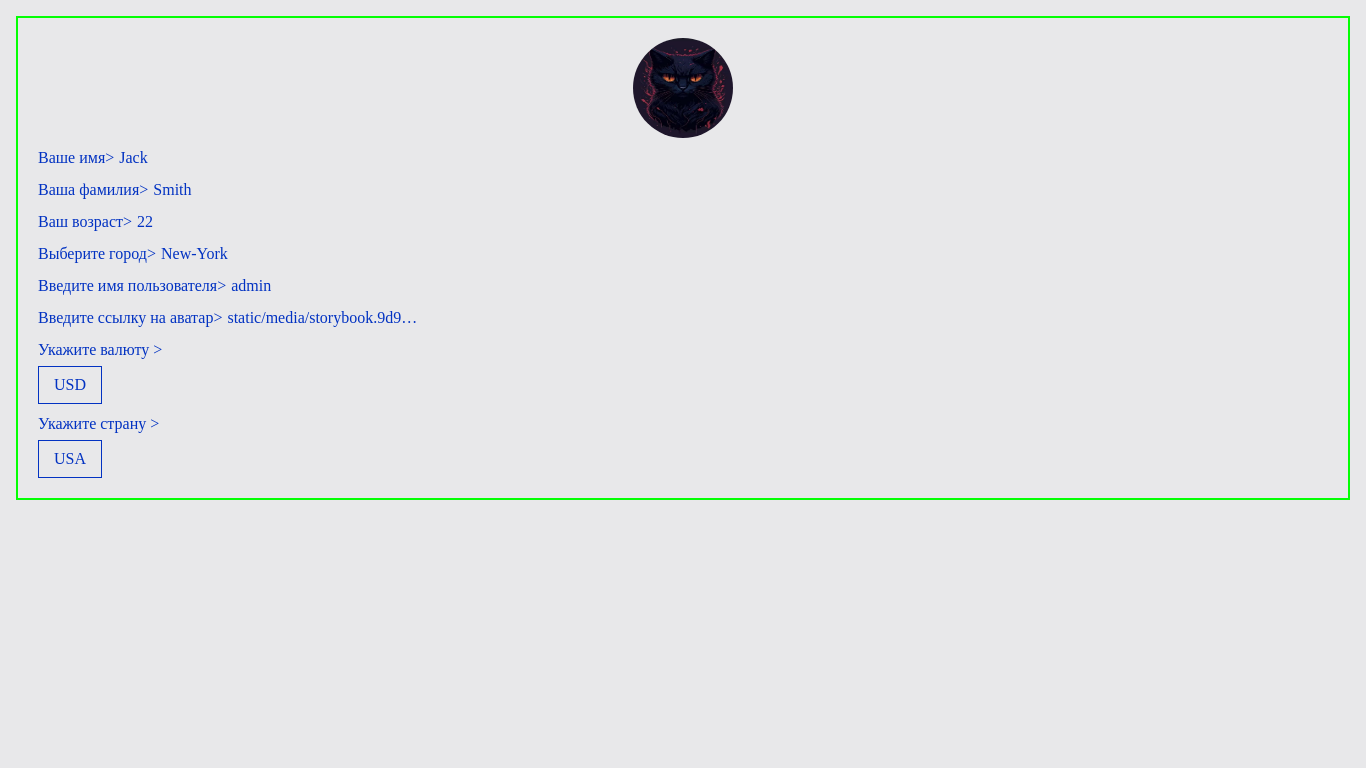 Ваше имя> Jack
Ваша фамилия> Smith
Ваш возраст> 22
Выберите город> New-York
Введите имя пользователя> admin
Введите ссылку на аватар> static/media/storybook.9d9…
Укажите валюту >
USD
Укажите страну >
USA